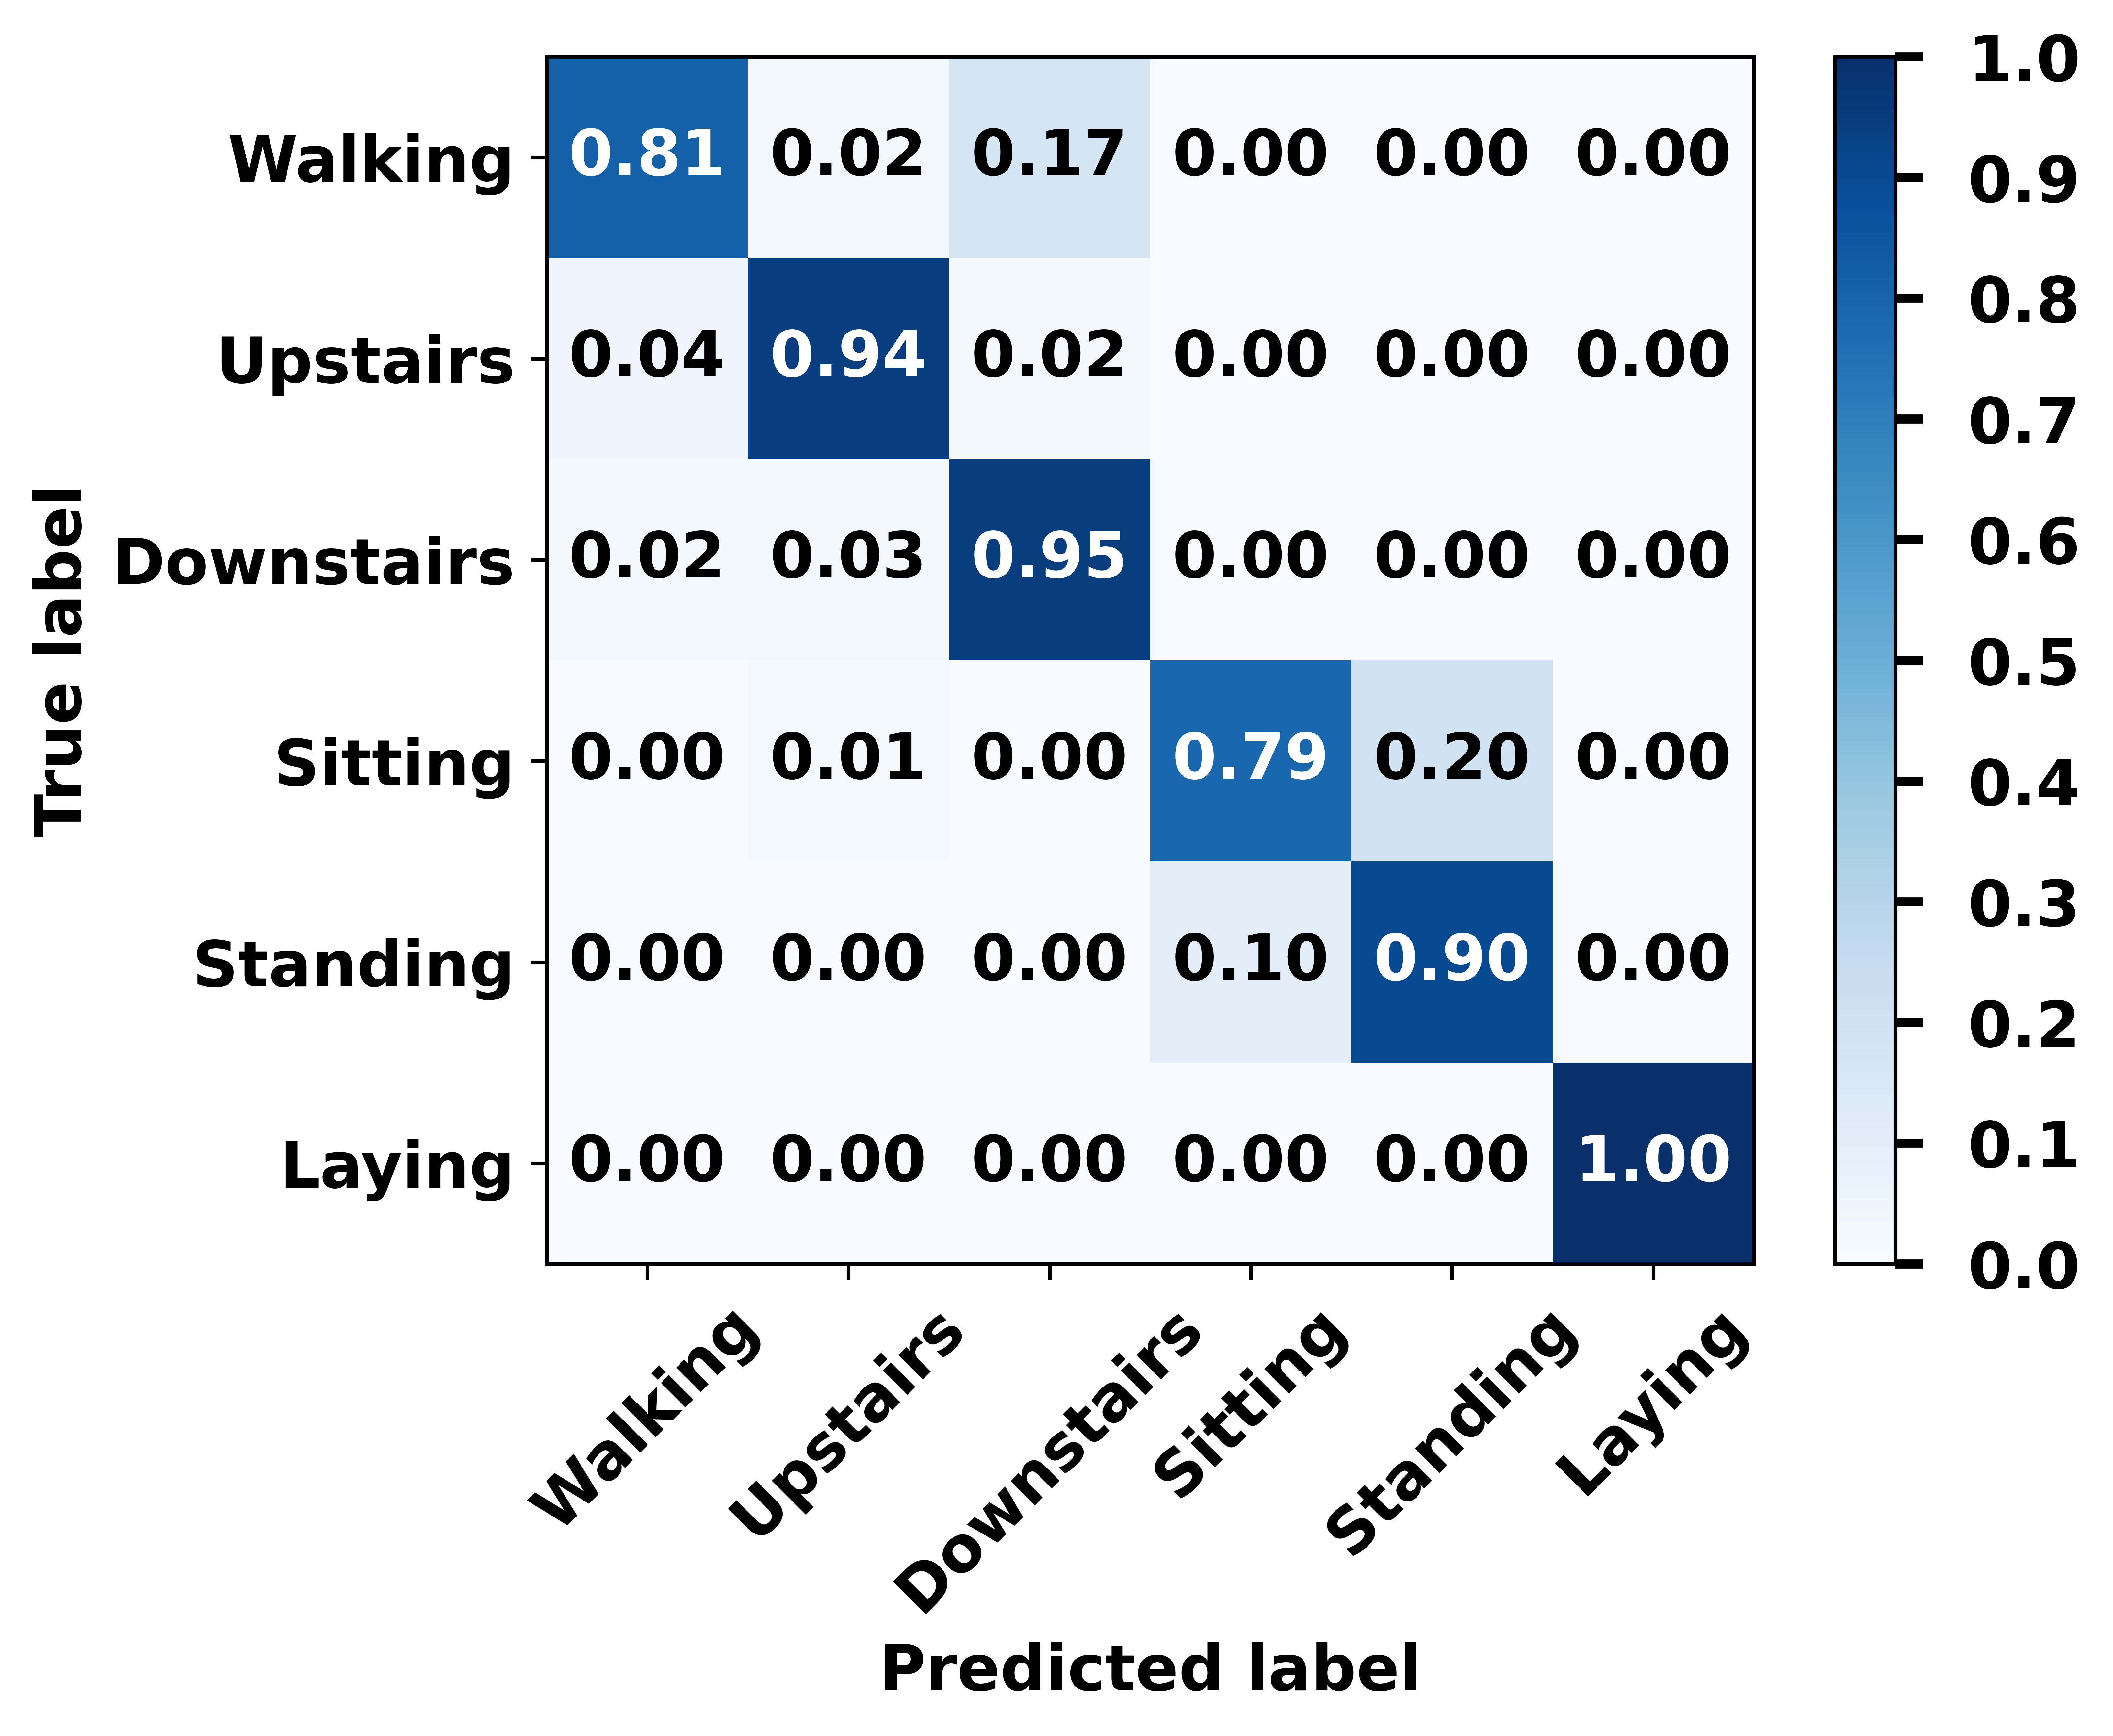 Walking 0.81 0.02 0.17 0.00 0.00 0.00
Upstairs 0.04 0.94 0.02 0.00 0.00 0.00
Downstairs 0.02 0.03 0.95 0.00 0.00 0.00
Sitting 0.00 0.01 0.00 0.79 0.20 0.00
Standing 0.00 0.00 0.00 0.10 0.90 0.00
Laying 0.00 0.00 0.00 0.00 0.00 1.00
True label
Walking
Upstairs
Downstairs
Sitting
Standing
Laying
Predicted label
1.0
0.9
0.8
0.7
0.6
0.5
0.4
0.3
0.2
0.1
0.0